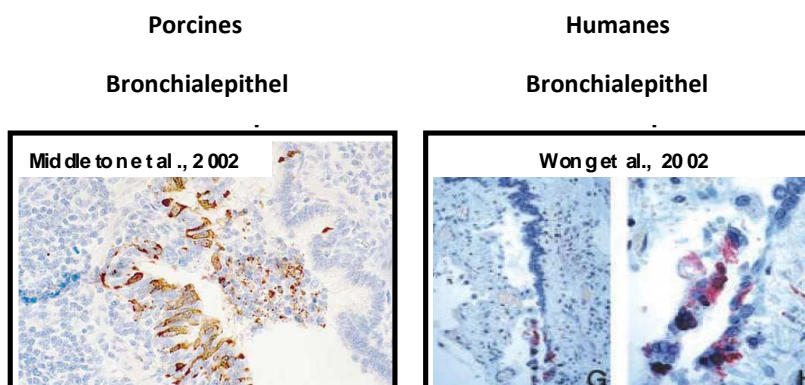 Porcines
Humanes
Bronchialepithel
Bronchialepithel
Middleton et al., 2002
Wong et al., 2002
G